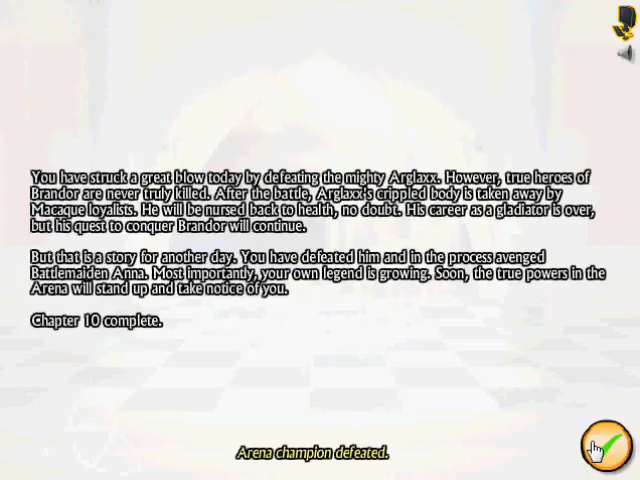 You have struck a great blow today by defeating the mighty Arglaxx. However, true heroes of
Brandor are never truly killed. After the battle, Arglaxx's crippled body is taken away by
Macaque loyalists. He will be nursed back to health, no doubt. His career as a gladiator is over,
but his quest to conquer Brandor will continue.
But that is a story for another day. You have defeated him and in the process avenged
Battlemaiden Anna. Most importantly, your own legend is growing. Soon, the true powers in the
Arena will stand up and take notice of you.
Chapter 10 complete.
Arena champion defeated.